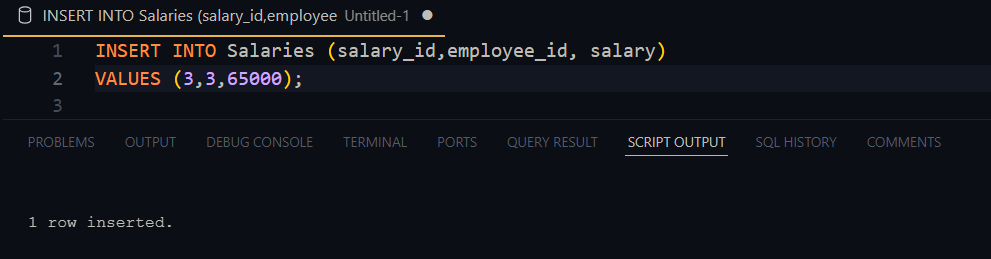 INSERT INTO Salaries (salary_id,employee Untitled-1
1 INSERT INTO Salaries (salary_id,employee_id, salary)
2 VALUES (3,3,65000);
3
PROBLEMS OUTPUT DEBUG CONSOLE TERMINAL PORTS QUERY RESULT SCRIPT OUTPUT SQL HISTORY COMMENTS
1 row inserted.